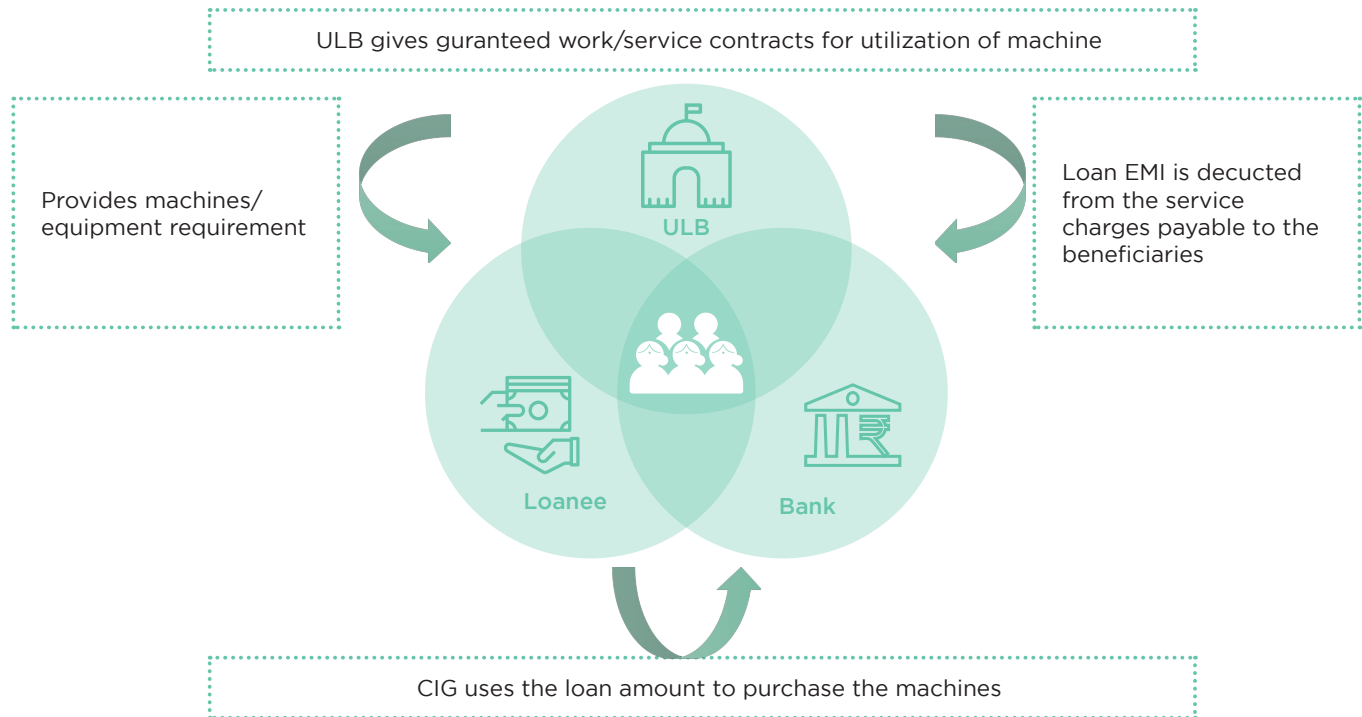 ULB gives guranteed work/service contracts for utilization of machine
Provides machines/
equipment requirement
Loan EMI is decucted
from the service
charges payable to the
beneficiaries
ULB
Loanee
Bank
CIG uses the loan amount to purchase the machines